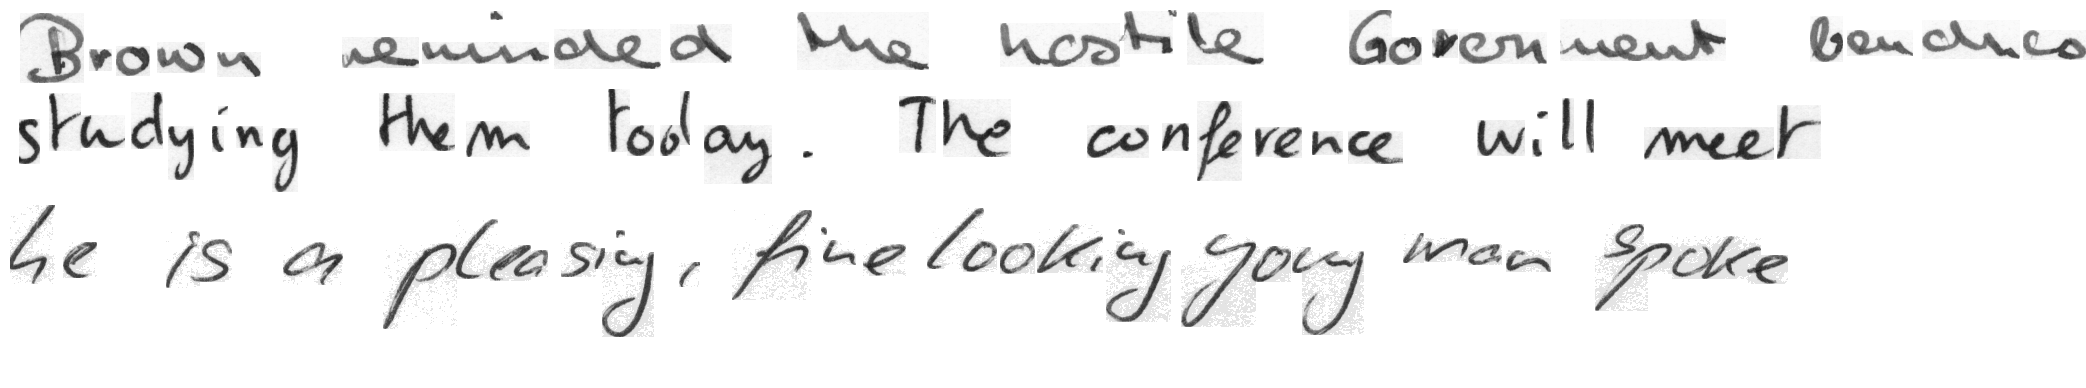 Brown reminded the hostile Government benches
studying them today. The conference will meet
he is a pleasing, fine looking young man spoke